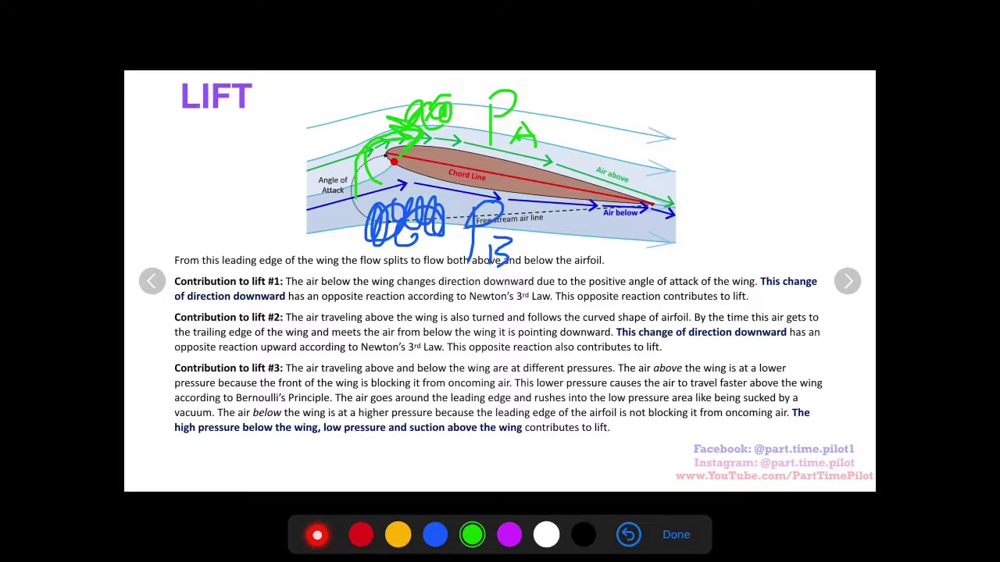 LIFT
P_A
Air above
Chord Line
Angle of
Attack
Air below
Free stream air line
P_B
From this leading edge of the wing the flow splits to flow both above and below the airfoil.
Contribution to lift #1: The air below the wing changes direction downward due to the positive angle of attack of the wing. This change
of direction downward has an opposite reaction according to Newton's 3rd Law. This opposite reaction contributes to lift.
Contribution to lift #2: The air traveling above the wing is also turned and follows the curved shape of airfoil. By the time this air gets to
the trailing edge of the wing and meets the air from below the wing it is pointing downward. This change of direction downward has an
opposite reaction upward according to Newton's 3rd Law. This opposite reaction also contributes to lift.
Contribution to lift #3: The air traveling above and below the wing are at different pressures. The air above the wing is at a lower
pressure because the front of the wing is blocking it from oncoming air. This lower pressure causes the air to travel faster above the wing
according to Bernoulli's Principle. The air goes around the leading edge and rushes into the low pressure area like being sucked by a
vacuum. The air below the wing is at a higher pressure because the leading edge of the airfoil is not blocking it from oncoming air. The
high pressure below the wing, low pressure and suction above the wing contributes to lift.
Facebook: @part.time.pilot1
Instagram: @part.time.pilot
www.YouTube.com/PartTimePilot
Done